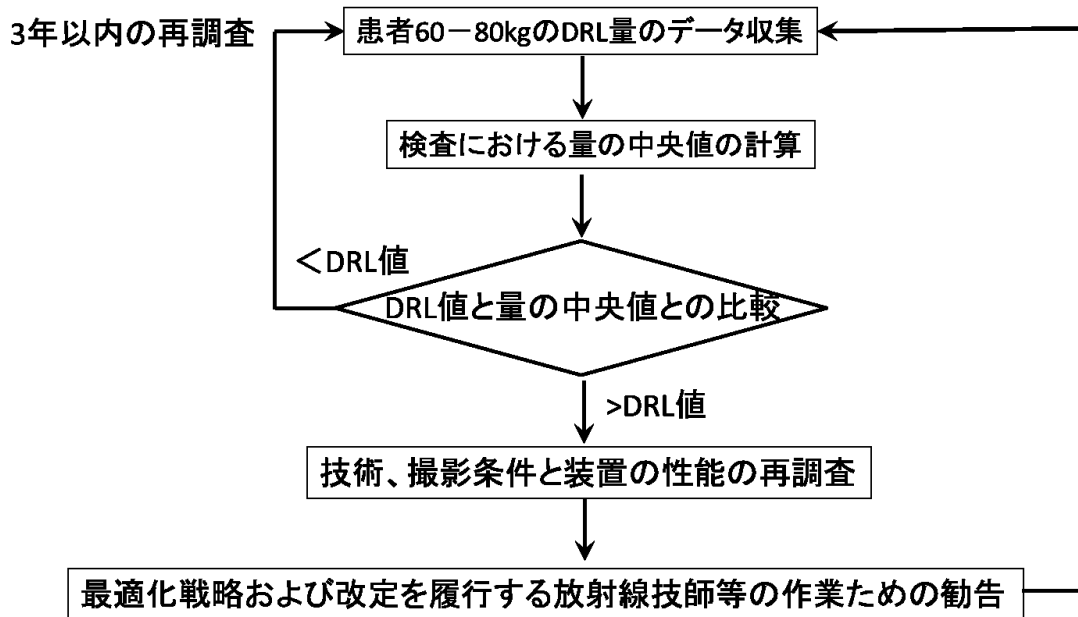 3年以内の再調査
患者60－80kgのDRL量のデータ収集
検査における量の中央値の計算
＜DRL値
DRL値と量の中央値との比較
>DRL値
技術、撮影条件と装置の性能の再調査
最適化戦略および改定を履行する放射線技師等の作業ための勧告